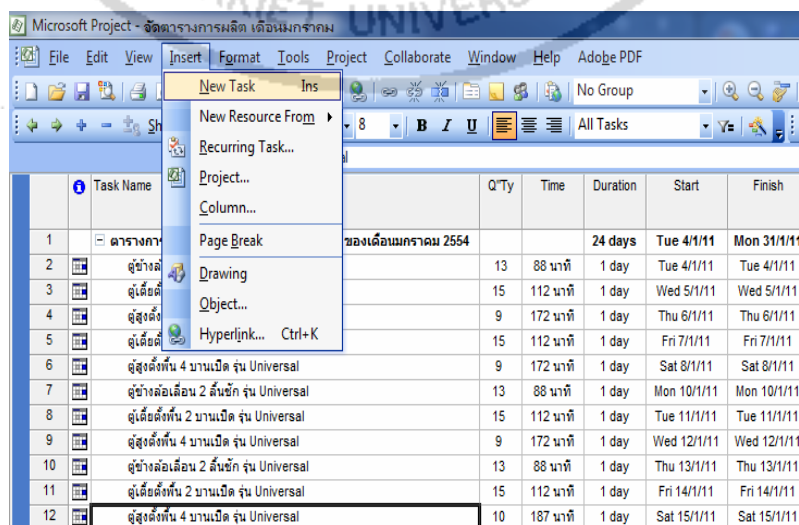 UNIVERS
Microsoft Project - จัดตารางการผลิต เดือนมกราคม
File Edit View Insert Format Tools Project Collaborate Window Help Adobe PDF
New Task Ins
No Group
New Resource From
8 B I U All Tasks
Recurring Task...
Project...
Column...
Page Break
Drawing
Object...
Hyperlink... Ctrl+K
Task Name Q"Ty Time Duration Start Finish
1 ตารางการ ของเดือนมกราคม 2554 24 days Tue 4/1/11 Mon 31/1/11
2 ตู้ข้างล้ 13 88 นาที 1 day Tue 4/1/11 Tue 4/1/11
3 ตู้เตี้ยตั้ 15 112 นาที 1 day Wed 5/1/11 Wed 5/1/11
4 ตู้สูงตั้ง 9 172 นาที 1 day Thu 6/1/11 Thu 6/1/11
5 ตู้เตี้ยตั้ 15 112 นาที 1 day Fri 7/1/11 Fri 7/1/11
6 ตู้สูงตั้งพื้น 4 บานเปิด รุ่น Universal 9 172 นาที 1 day Sat 8/1/11 Sat 8/1/11
7 ตู้ข้างล้อเลื่อน 2 ลิ้นชัก รุ่น Universal 13 88 นาที 1 day Mon 10/1/11 Mon 10/1/11
8 ตู้เตี้ยตั้งพื้น 2 บานเปิด รุ่น Universal 15 112 นาที 1 day Tue 11/1/11 Tue 11/1/11
9 ตู้สูงตั้งพื้น 4 บานเปิด รุ่น Universal 9 172 นาที 1 day Wed 12/1/11 Wed 12/1/11
10 ตู้ข้างล้อเลื่อน 2 ลิ้นชัก รุ่น Universal 13 88 นาที 1 day Thu 13/1/11 Thu 13/1/11
11 ตู้เตี้ยตั้งพื้น 2 บานเปิด รุ่น Universal 15 112 นาที 1 day Fri 14/1/11 Fri 14/1/11
12 ตู้สูงตั้งพื้น 4 บานเปิด รุ่น Universal 10 187 นาที 1 day Sat 15/1/11 Sat 15/1/11